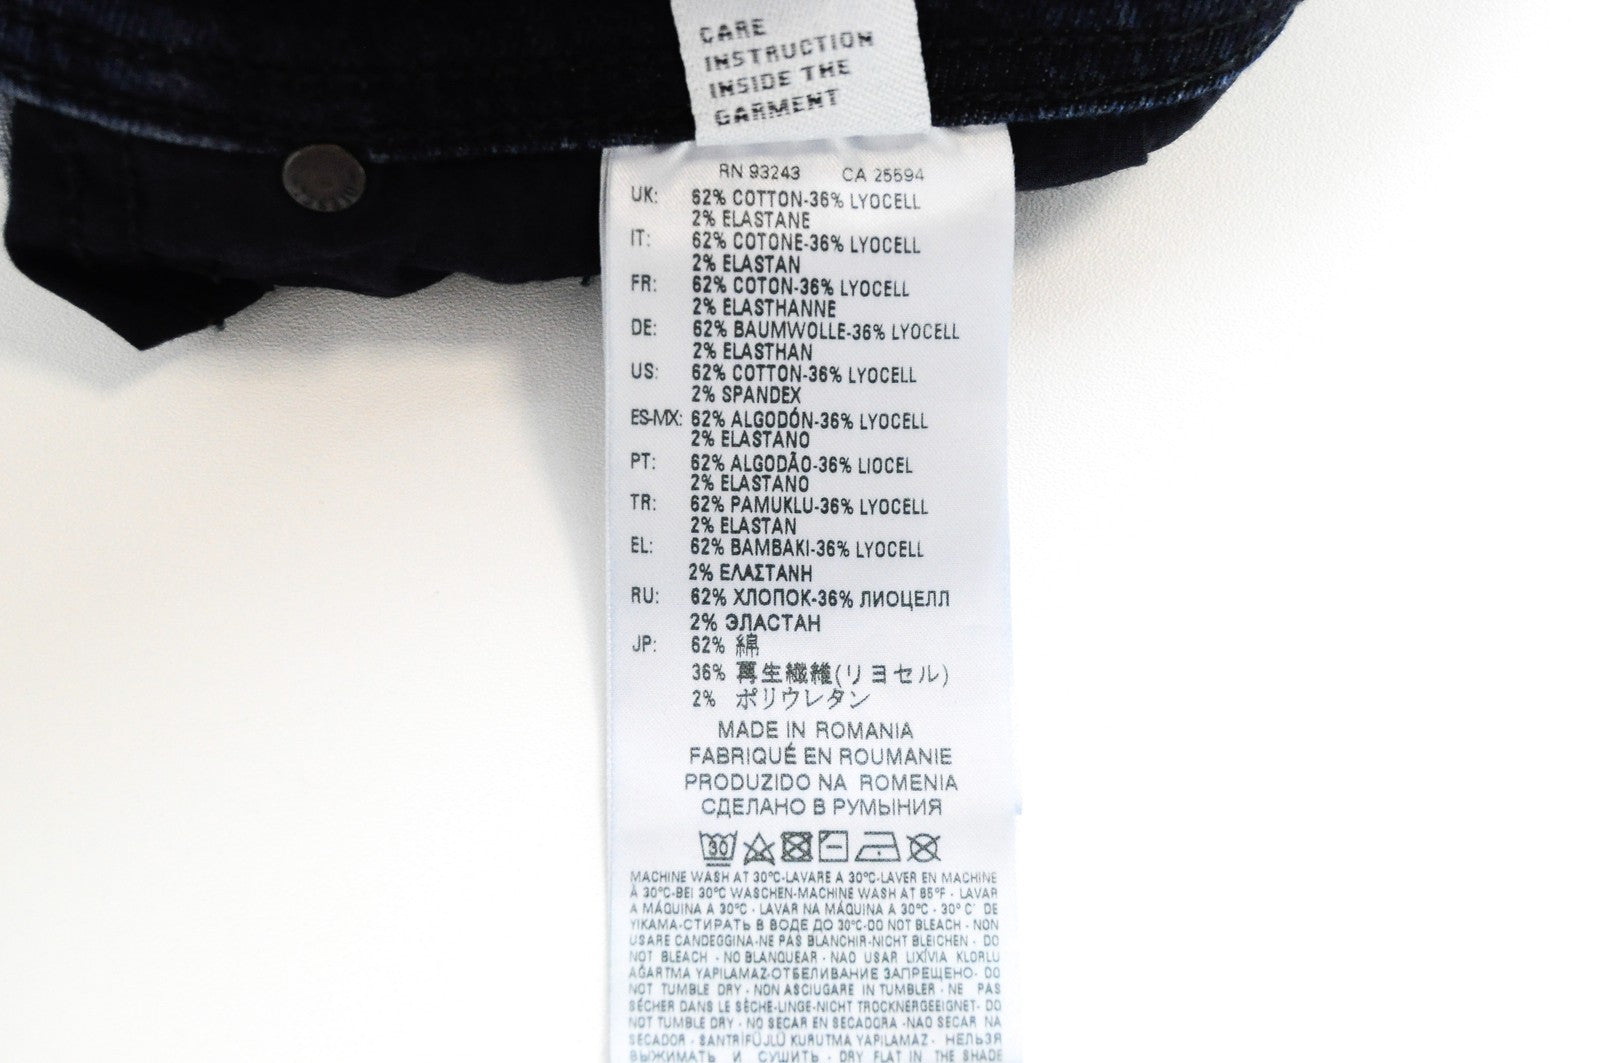 CARE
INSTRUCTION
INSIDE THE
GARMENT
RN 93243 CA 25594
UK: 62% COTTON-36% LYOCELL
2% ELASTANE
IT: 62% COTONE-36% LYOCELL
2% ELASTAN
FR: 62% COTON-36% LYOCELL
2% ELASTHANNE
DE: 62% BAUMWOLLE-36% LYOCELL
2% ELASTHAN
US: 62% COTTON-36% LYOCELL
2% SPANDEX
ES-MX: 62% ALGODÓN-36% LYOCELL
2% ELASTANO
PT: 62% ALGODÃO-36% LIOCEL
2% ELASTANO
TR: 62% PAMUKLU-36% LYOCELL
2% ELASTAN
EL: 62% BAMBAKI-36% LYOCELL
2% ΕΛΑΣΤΑΝΗ
RU: 62% ХЛОПОК-36% ЛИОЦЕЛЛ
2% ЭЛАСТАН
JP: 62% 綿
36% 再生繊維(リヨセル)
2% ポリウレタン
MADE IN ROMANIA
FABRIQUÉ EN ROUMANIE
PRODUZIDO NA ROMENIA
СДЕЛАНО В РУМЫНИЯ
30
MACHINE WASH AT 30°C-LAVARE A 30°C-LAVER EN MACHINE
À 30°C-BEI 30°C WASCHEN-MACHINE WASH AT 85°F - LAVAR
A MÁQUINA A 30°C - LAVAR NA MÁQUINA A 30°C - 30° C' DE
YIKAMA-СТИРАТЬ В ВОДЕ ДО 30°C-DO NOT BLEACH - NON
USARE CANDEGGINA-NE PAS BLANCHIR-NICHT BLEICHEN - DO
NOT BLEACH - NO BLANQUEAR - NAO USAR LIXÍVIA KLORLU
AĞARTMA YAPILAMAZ-ОТБЕЛИВАНИЕ ЗАПРЕЩЕНО- DO
NOT TUMBLE DRY - NON ASCIUGARE IN TUMBLER - NE PAS
SÉCHER DANS LE SÈCHE-LINGE-NICHT TROCKNERGEEIGNET- DO
NOT TUMBLE DRY - NO SECAR EN SECADORA -NAO SECAR NA
SECADOR - SANTRİFÜJLÜ KURUTMA YAPILAMAZ - НЕЛЬЗЯ
ВЫЖИМАТЬ И СУШИТЬ - DRY FLAT IN THE SHADE